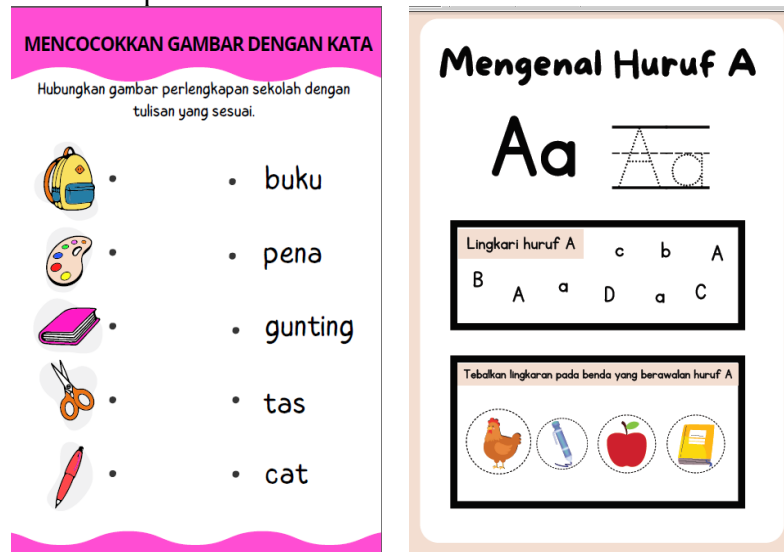 MENCOCOKKAN GAMBAR DENGAN KATA
Hubungkan gambar perlengkapan sekolah dengan
tulisan yang sesuai.
buku
pena
gunting
tas
cat
Mengenal Huruf A
Aa Aa
Lingkari huruf A
c b A
B A a D a C
Tebalkan lingkaran pada benda yang berawalan huruf A